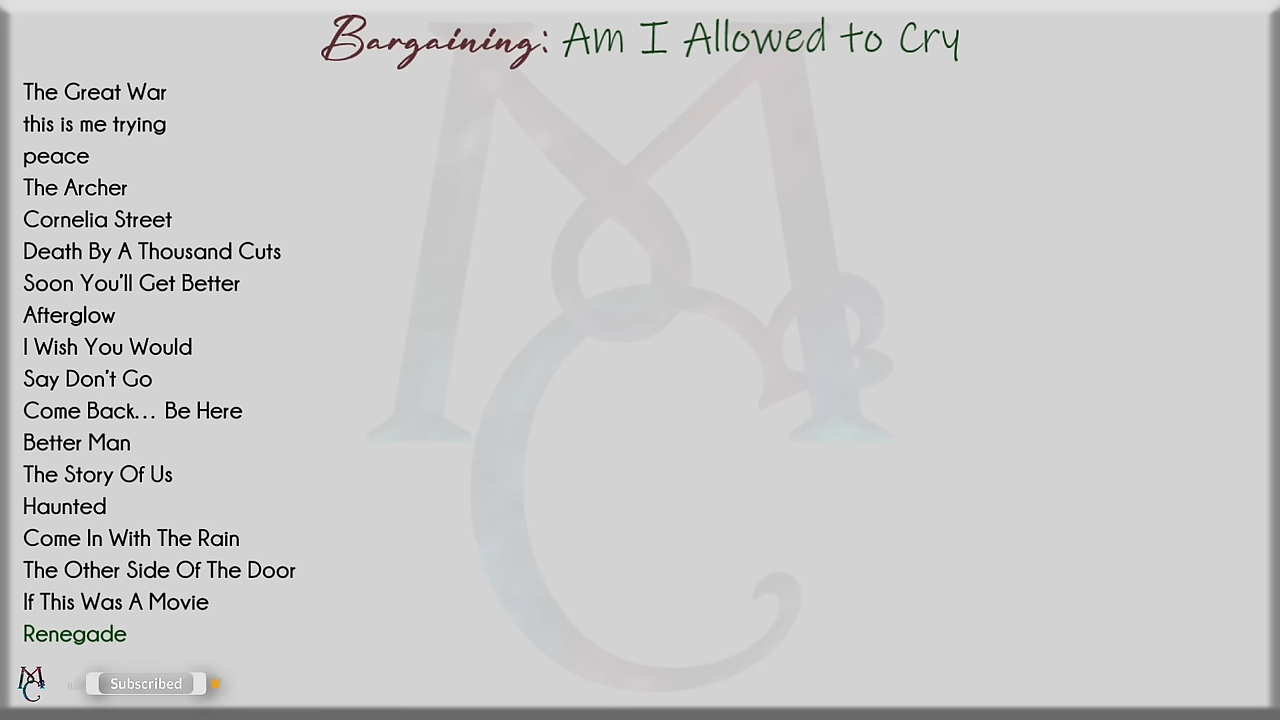 Bargaining: Am I Allowed to Cry
The Great War
this is me trying
peace
The Archer
Cornelia Street
Death By A Thousand Cuts
Soon You'll Get Better
Afterglow
I Wish You Would
Say Don't Go
Come Back... Be Here
Better Man
The Story Of Us
Haunted
Come In With The Rain
The Other Side Of The Door
If This Was A Movie
Renegade
Subscribed